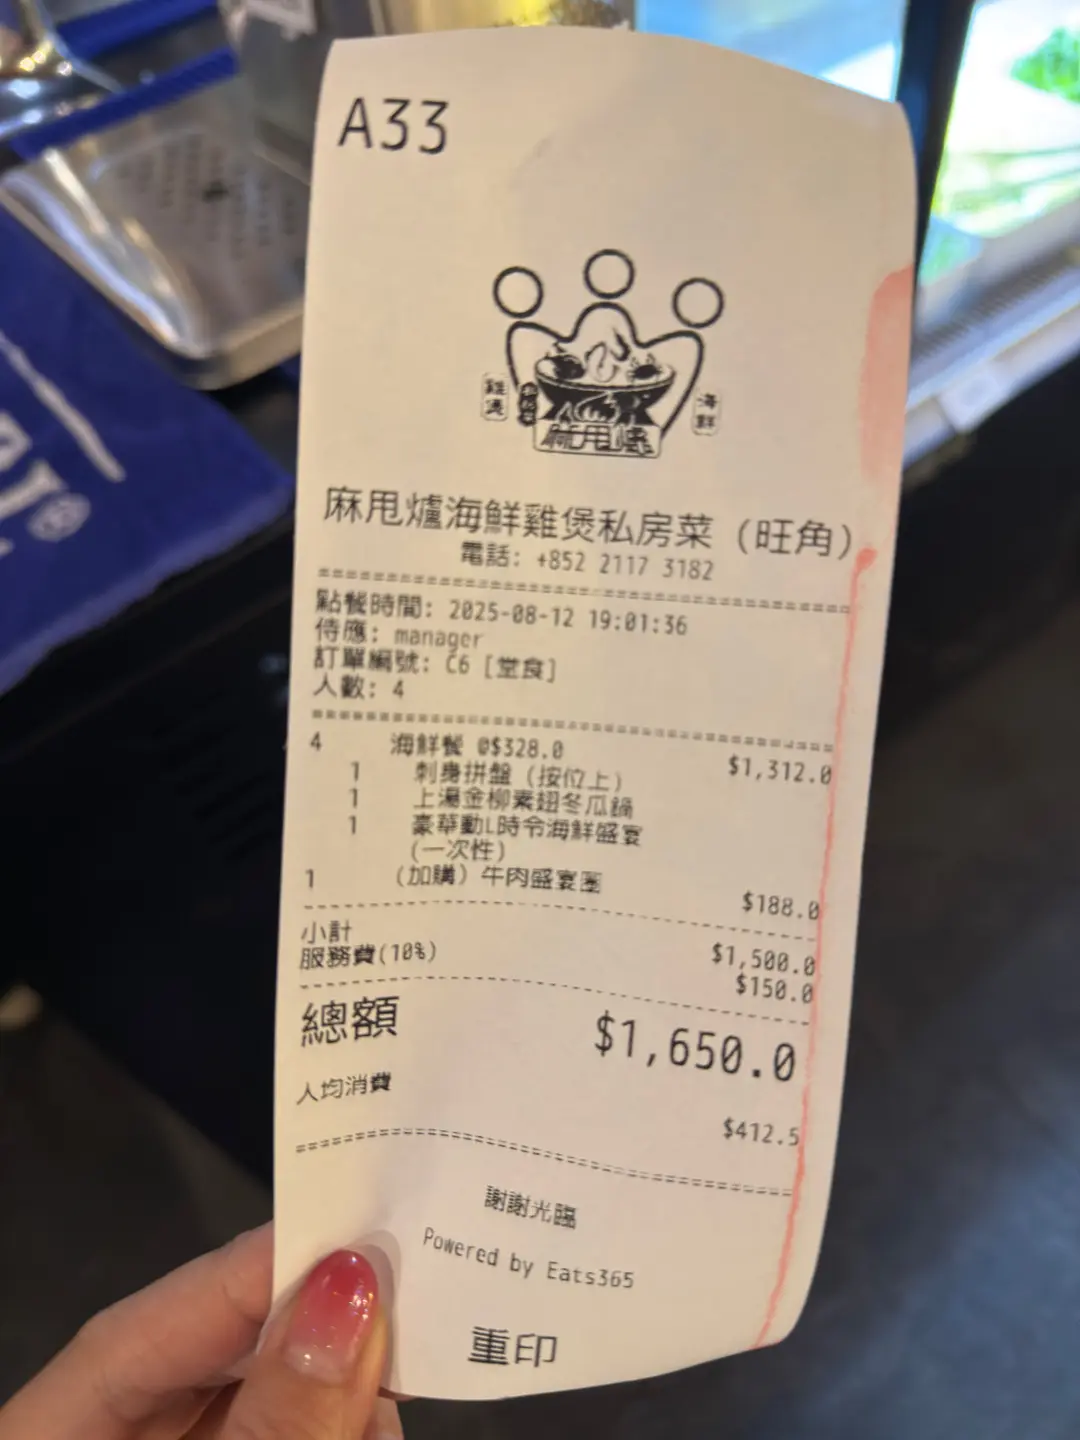 A33
雞煲
海鮮
麻甩爐
麻甩爐海鮮雞煲私房菜 (旺角)
電話: +852 2117 3182
點餐時間: 2025-08-12 19:01:36
侍應: manager
訂單編號: C6 [堂食]
人數: 4
4 海鮮餐 @$328.0 $1,312.0
1 刺身拼盤 (按位上)
1 上湯金柳素翅冬瓜鍋
1 豪華動L時令海鮮盛宴
(一次性)
1 (加購) 牛肉盛宴圈 $188.0
小計 $1,500.0
服務費(10%) $150.0
總額 $1,650.0
人均消費 $412.5
謝謝光臨
Powered by Eats365
重印